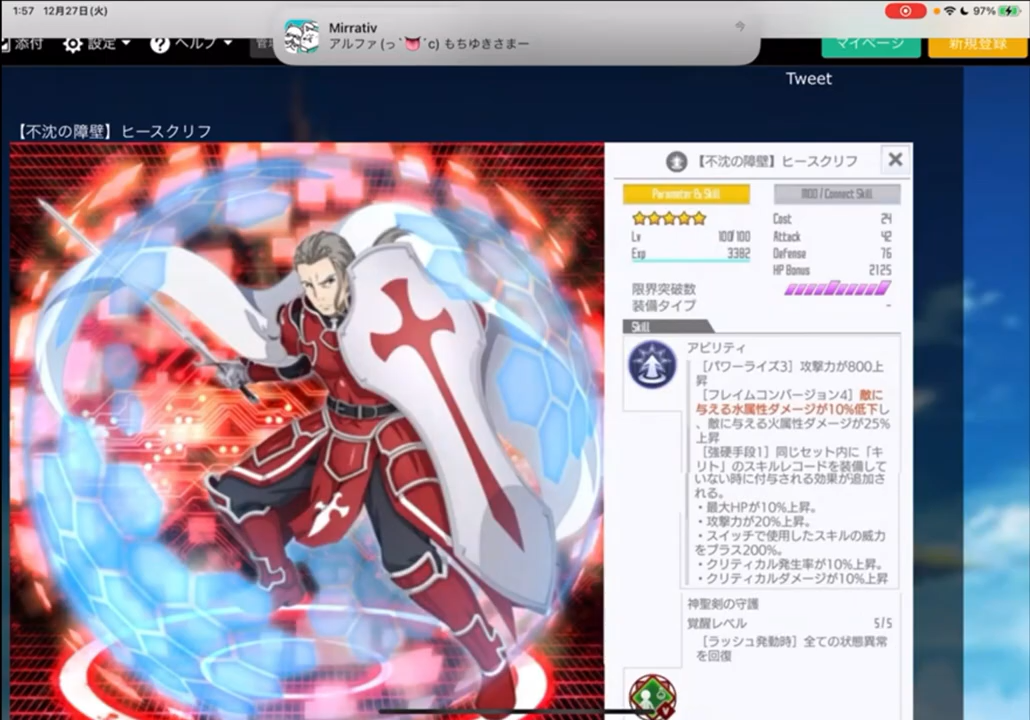 1:57 12月27日(火)
97%
Mirrativ
アルファ (っ˙👅˙c) もちゆきさまー
添付 設定 ヘルプ 管理 マイページ 新規登録
Tweet
【不沈の障壁】ヒースクリフ
【不沈の障壁】ヒースクリフ
Parameter & Skill
MOD / Connect Skill
Cost 24
Lv 100/100
Attack 42
Exp 3382
Defense 76
HP Bonus 2125
限界突破数
装備タイプ -
Skill
アビリティ
［パワーライズ3］攻撃力が800上
昇
［フレイムコンバージョン4］敵に
与える水属性ダメージが10%低下し
、敵に与える火属性ダメージが25%
上昇
［強硬手段1］同じセット内に「キ
リト」のスキルレコードを装備して
いない時に付与される効果が追加さ
れる。
・最大HPが10%上昇。
・攻撃力が20%上昇。
・スイッチで使用したスキルの威力
をプラス200%。
・クリティカル発生率が10%上昇。
・クリティカルダメージが10%上昇
神聖剣の守護
覚醒レベル 5/5
［ラッシュ発動時］全ての状態異常
を回復